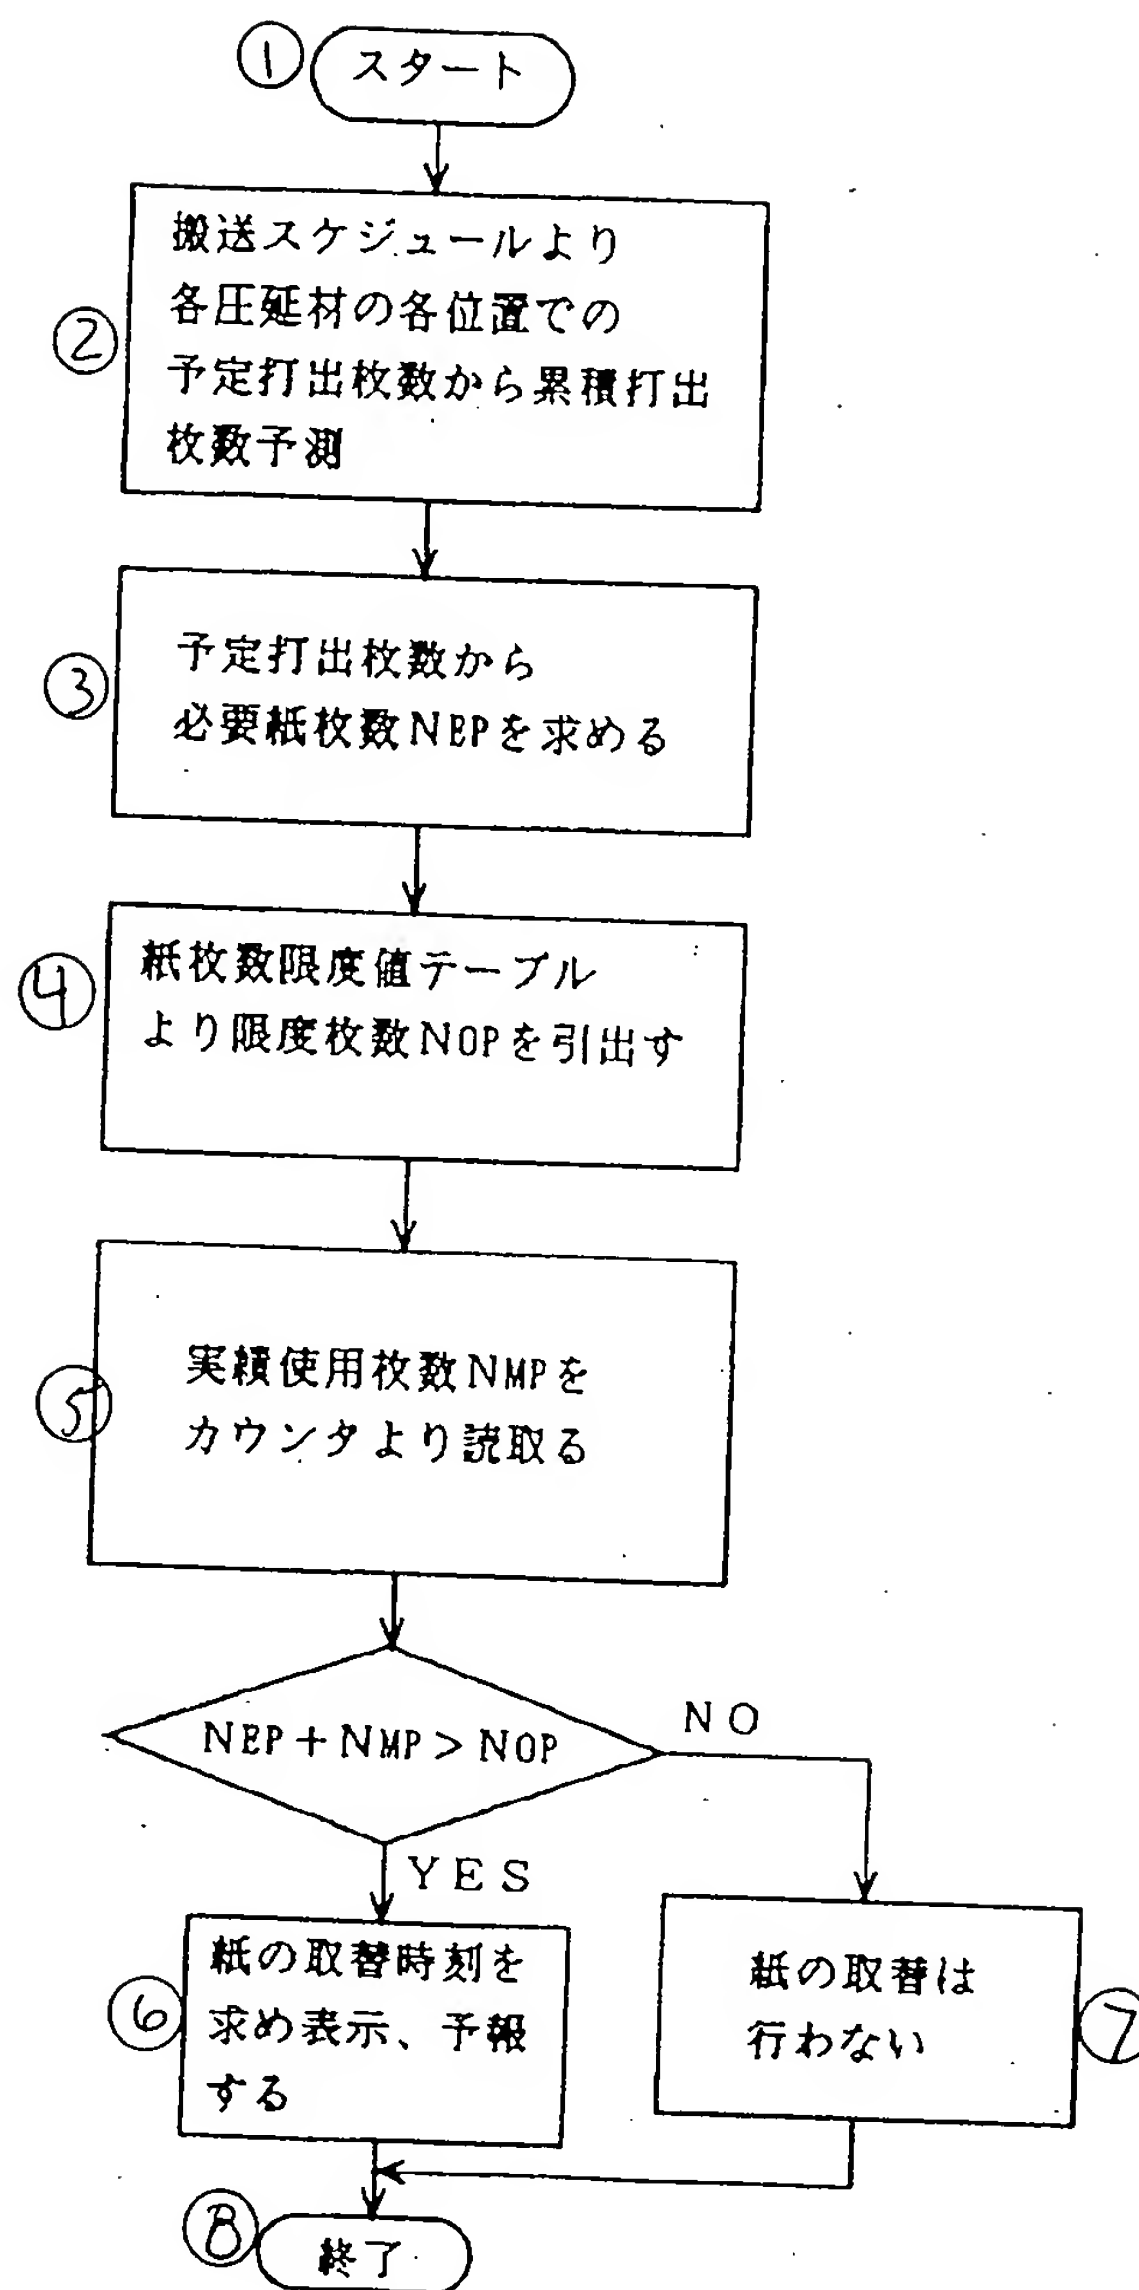 ① スタート
搬送スケジュールより
各圧延材の各位置での
② 予定打出枚数から累積打出
枚数予測
予定打出枚数から
③ 必要紙枚数NEPを求める
④ 紙枚数限度値テーブル
より限度枚数NOPを引出す
実績使用枚数NMPを
⑤ カウンタより読取る
NEP+NMP>NOP
NO
YES
紙の取替時刻を
⑥ 求め表示、予報
する
紙の取替は
行わない ⑦
⑧ 終了